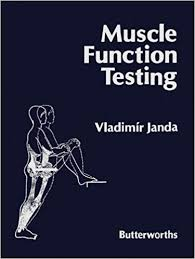 Muscle
Function
Testing
Vladimír Janda
Butterworths